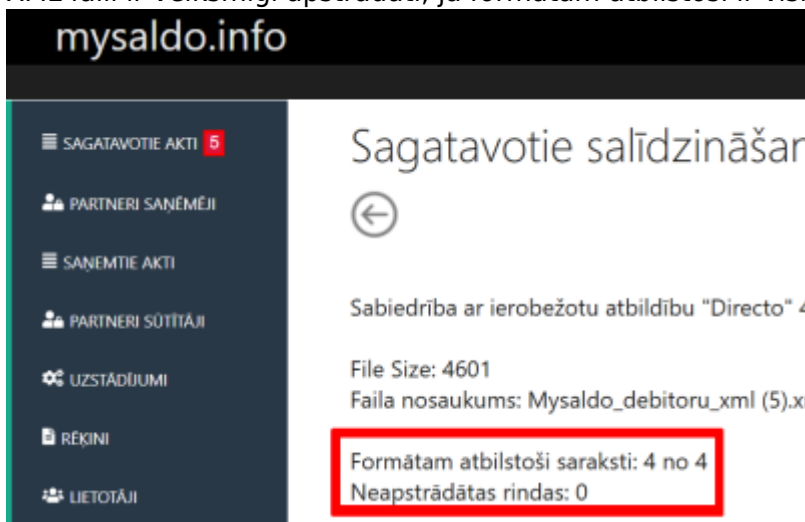 mysaldo.info
SAGATAVOTIE AKTI 5
PARTNERI SAŅĒMĒJI
SAŅEMTIE AKTI
PARTNERI SŪTĪTĀJI
UZSTĀDĪJUMI
RĒĶINI
LIETOTĀJI
Sagatavotie
Sabiedrība ar ierobežotu atbildību "Directo"
File Size: 4601
Faila nosaukums: Mysaldo_debitoru_xml (5).x
Formātam atbilstoši saraksti: 4 no 4
Neapstrādātas rindas: 0